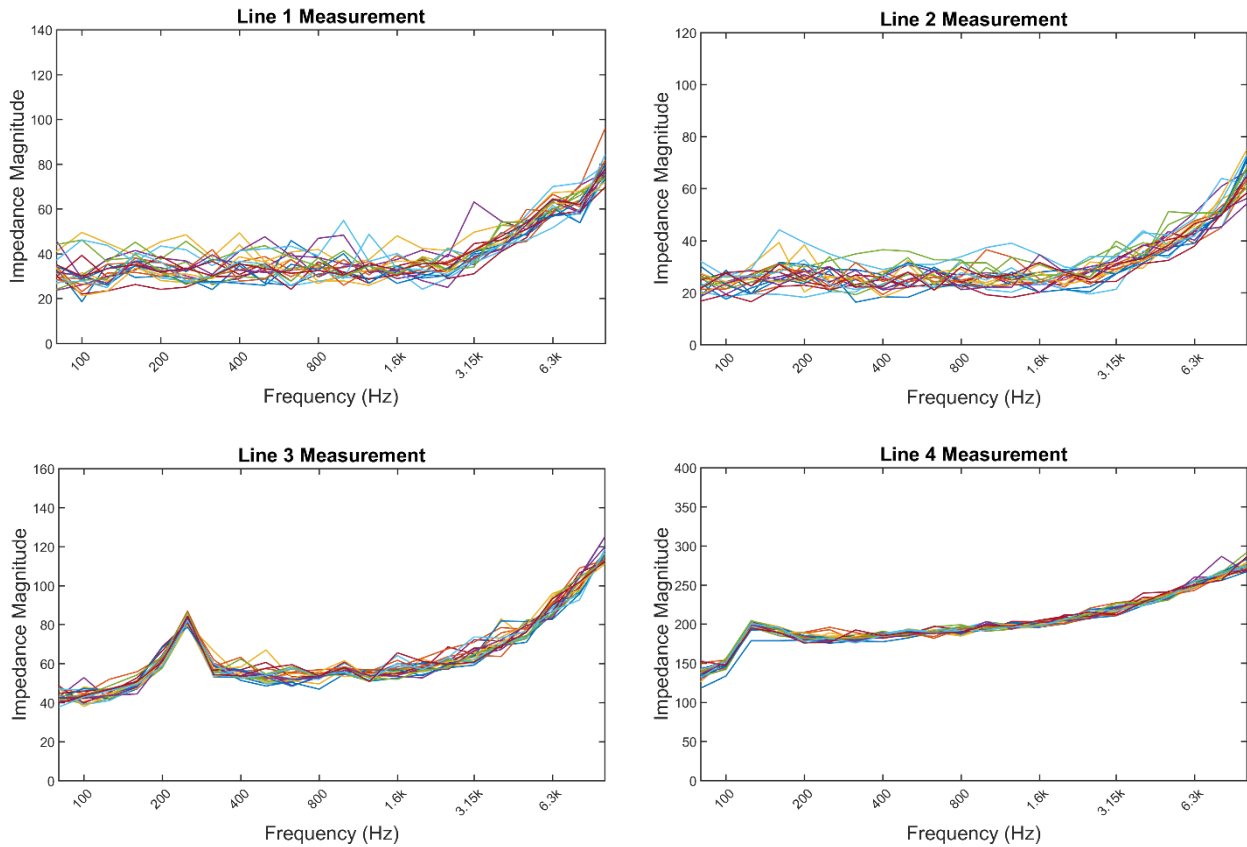 Line 1 Measurement
140
120
100
80
60
40
20
0
Impedance Magnitude
100
200
400
800
1.6k
3.15k
6.3k
Frequency (Hz)
Line 2 Measurement
120
100
80
60
40
20
0
Impedance Magnitude
100
200
400
800
1.6k
3.15k
6.3k
Frequency (Hz)
Line 3 Measurement
160
140
120
100
80
60
40
20
0
Impedance Magnitude
100
200
400
800
1.6k
3.15k
6.3k
Frequency (Hz)
Line 4 Measurement
400
350
300
250
200
150
100
50
0
Impedance Magnitude
100
200
400
800
1.6k
3.15k
6.3k
Frequency (Hz)